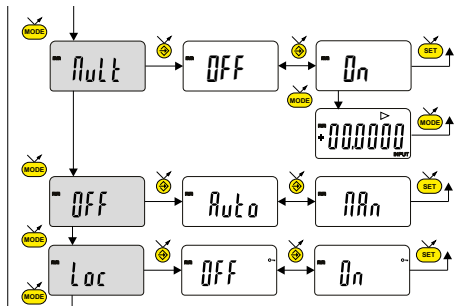 MODE
Mult OFF On SET
MODE
+00.0000 MODE
INPUT
MODE
OFF Auto MAn SET
MODE
Loc OFF On SET
MODE